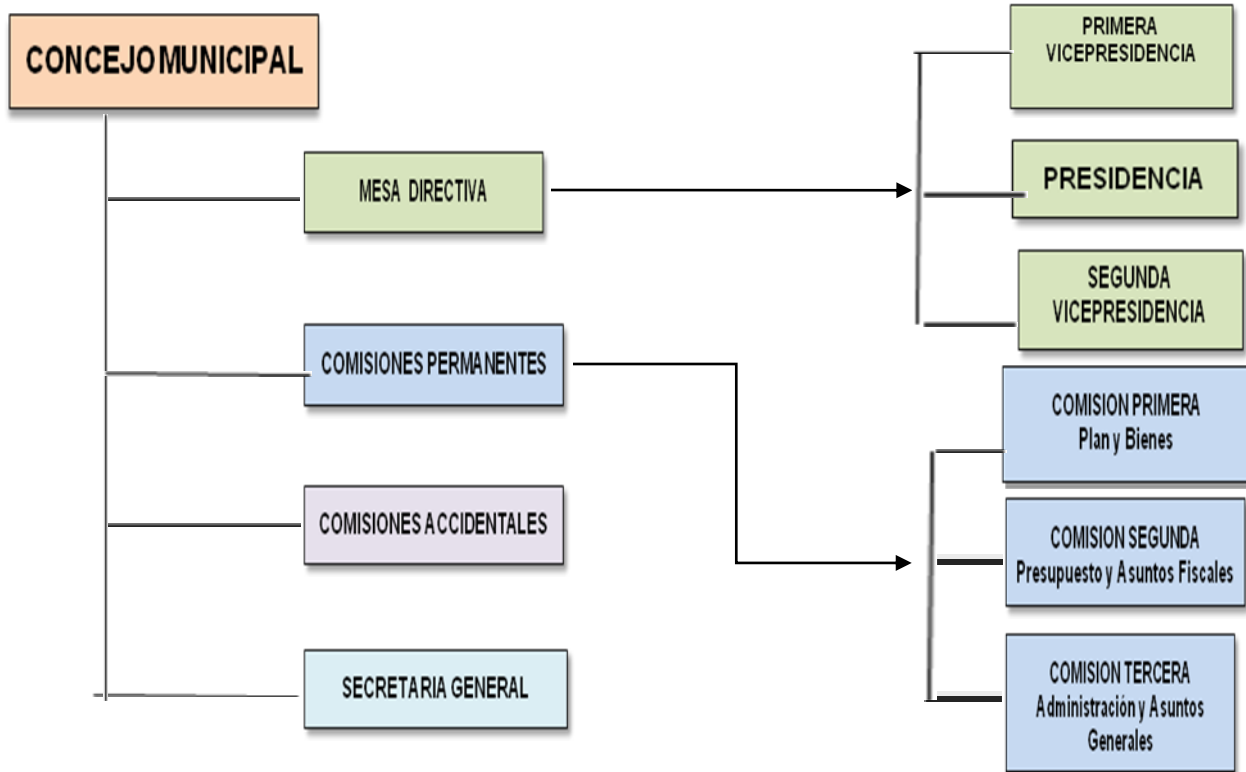 CONCEJO MUNICIPAL
MESA DIRECTIVA
COMISIONES PERMANENTES
COMISIONES ACCIDENTALES
SECRETARIA GENERAL
PRIMERA
VICEPRESIDENCIA
PRESIDENCIA
SEGUNDA
VICEPRESIDENCIA
COMISION PRIMERA
Plan y Bienes
COMISION SEGUNDA
Presupuesto y Asuntos Fiscales
COMISION TERCERA
Administración y Asuntos
Generales